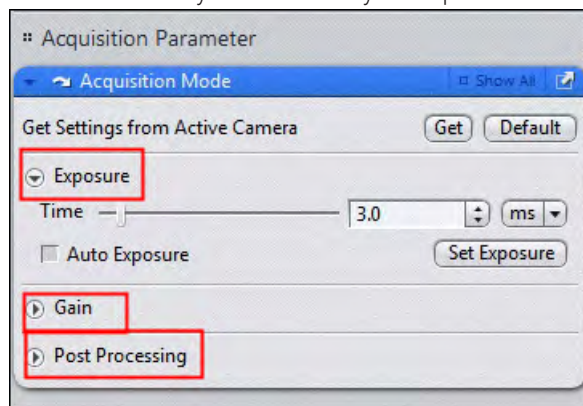 Acquisition Parameter
Acquisition Mode Show All
Get Settings from Active Camera Get Default
Exposure
Time 3.0 ms
Auto Exposure Set Exposure
Gain
Post Processing